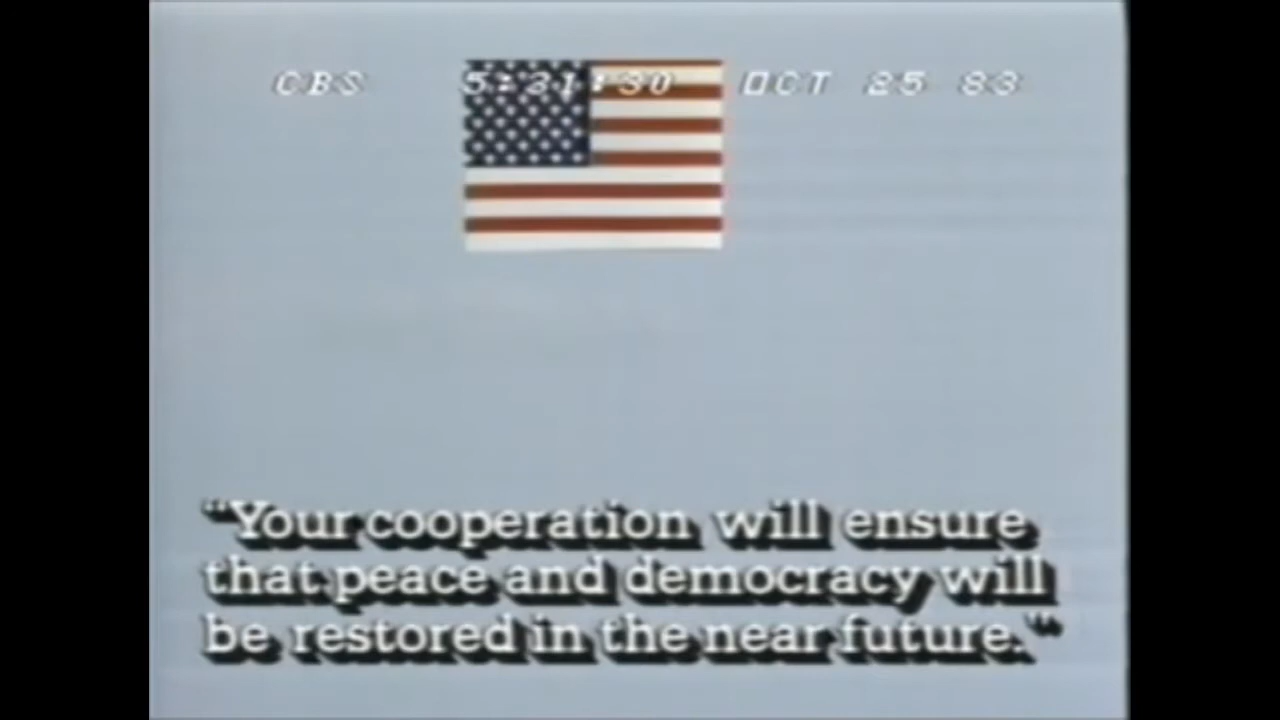 CBS 5:31:30 OCT 25 83
“Your cooperation will ensure
that peace and democracy will
be restored in the near future.“